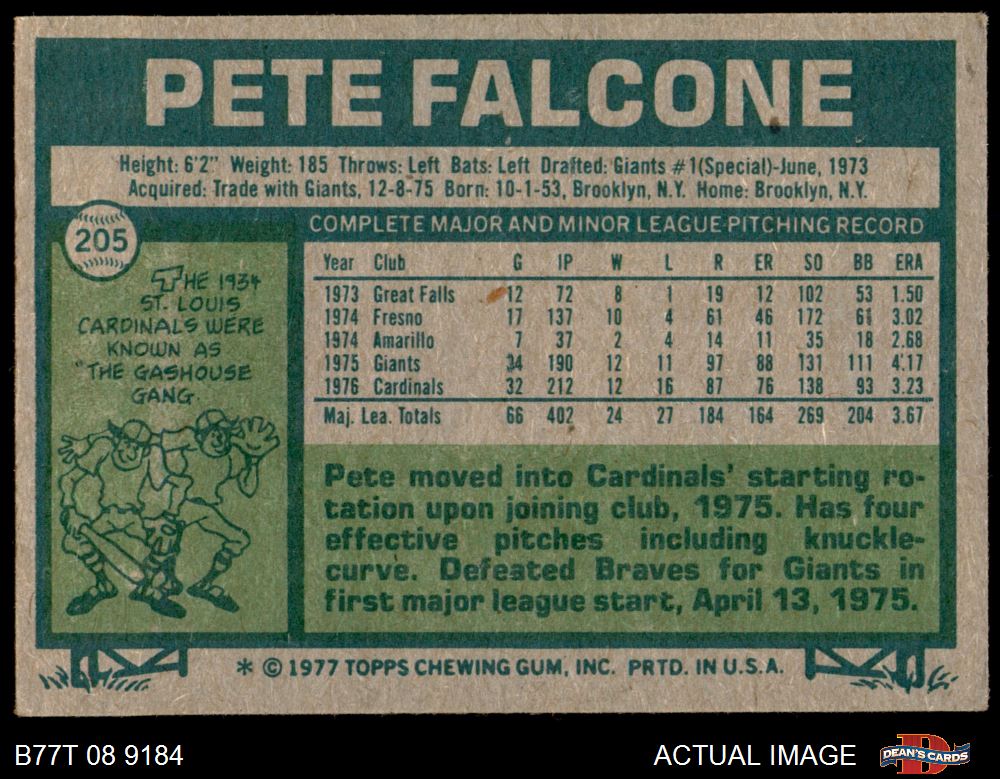 PETE FALCONE
Height: 6'2" Weight: 185 Throws: Left Bats: Left Drafted: Giants #1(Special)-June, 1973
Acquired: Trade with Giants, 12-8-75 Born: 10-1-53, Brooklyn, N.Y. Home: Brooklyn, N.Y.
205
THE 1934
ST. LOUIS
CARDINALS WERE
KNOWN AS
"THE GASHOUSE
GANG.
COMPLETE MAJOR AND MINOR LEAGUE PITCHING RECORD
Year Club G IP W L R ER SO BB ERA
1973 Great Falls 12 72 8 1 19 12 102 53 1.50
1974 Fresno 17 137 10 4 61 46 172 61 3.02
1974 Amarillo 7 37 2 4 14 11 35 18 2.68
1975 Giants 34 190 12 11 97 88 131 111 4.17
1976 Cardinals 32 212 12 16 87 76 138 93 3.23
Maj. Lea. Totals 66 402 24 27 184 164 269 204 3.67
Pete moved into Cardinals' starting ro-
tation upon joining club, 1975. Has four
effective pitches including knuckle-
curve. Defeated Braves for Giants in
first major league start, April 13, 1975.
* © 1977 TOPPS CHEWING GUM, INC. PRTD. IN U.S.A.
B77T 08 9184
ACTUAL IMAGE
DEAN'S CARDS